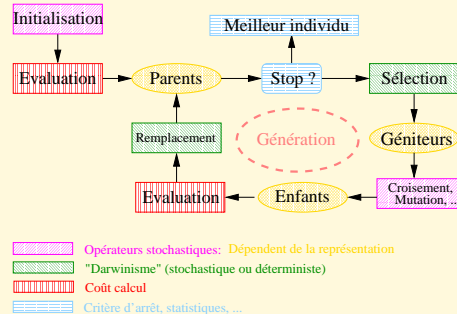 Initialisation
Meilleur individu
Evaluation
Parents
Stop ?
Sélection
Remplacement
Génération
Géniteurs
Croisement,
Mutation, ...
Enfants
Evaluation
Opérateurs stochastiques: Dépendent de la représentation
"Darwinisme" (stochastique ou déterministe)
Coût calcul
Critère d'arrêt, statistiques, ...